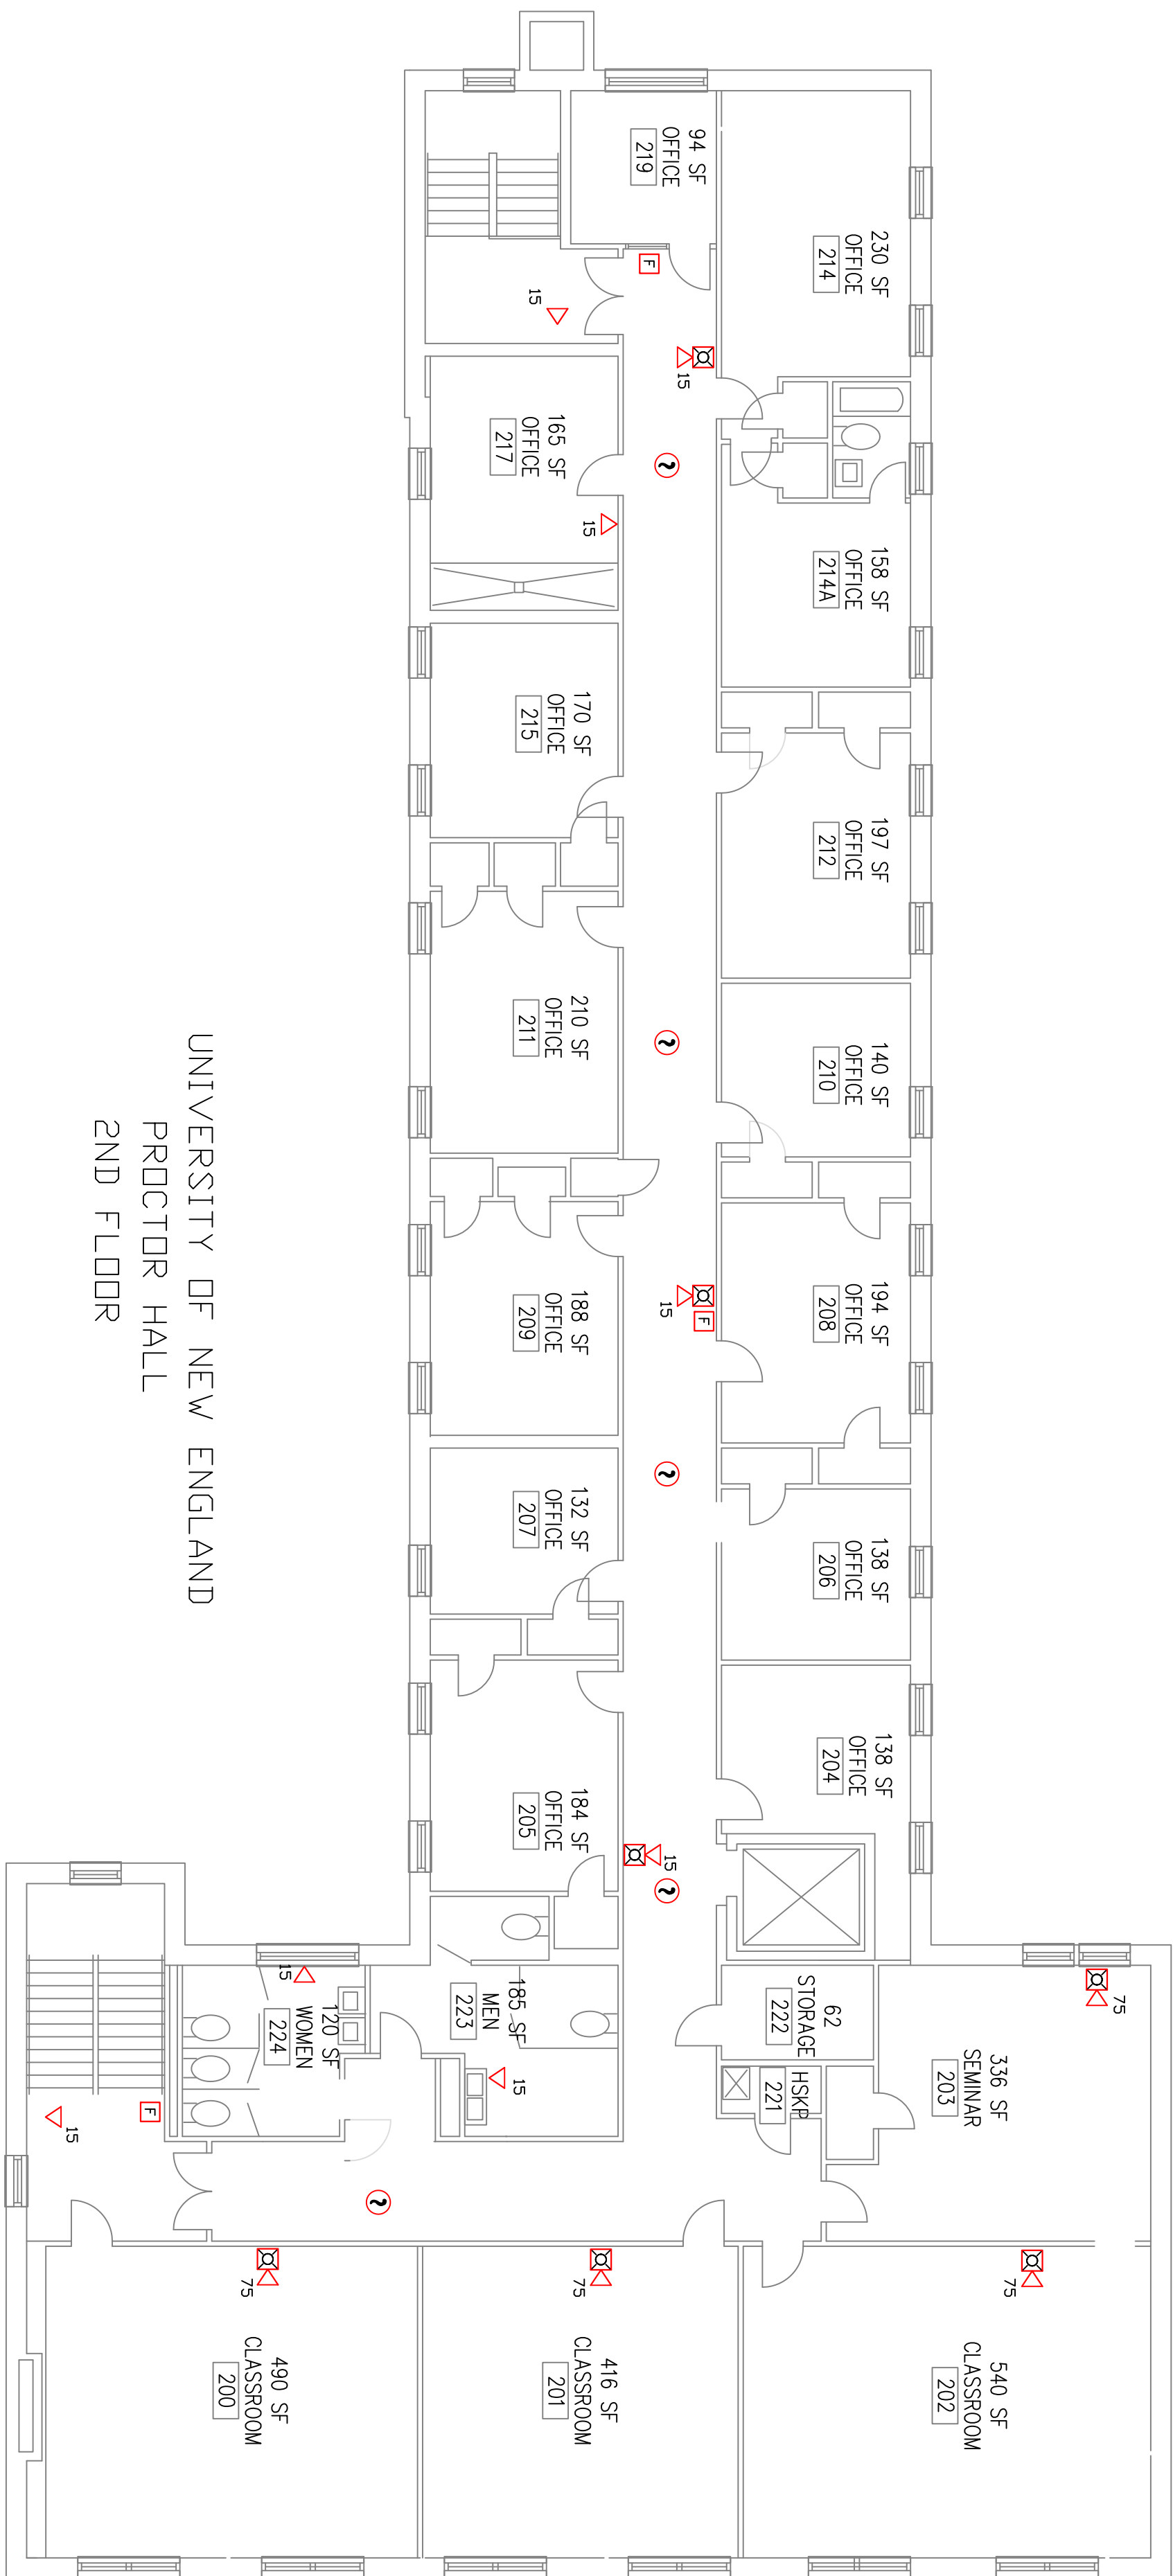 75
230 SF
OFFICE
214
158 SF
OFFICE
214A
197 SF
OFFICE
212
140 SF
OFFICE
210
194 SF
OFFICE
208
138 SF
OFFICE
206
138 SF
OFFICE
204
336 SF
SEMINAR
203
75
540 SF
CLASSROOM
202
62
STORAGE
222
HSKP
221
94 SF
OFFICE
219
F
15
15
F
15
15
165 SF
OFFICE
217
15
170 SF
OFFICE
215
210 SF
OFFICE
211
188 SF
OFFICE
209
132 SF
OFFICE
207
184 SF
OFFICE
205
185 SF
MEN
223
15
75
416 SF
CLASSROOM
201
120 SF
WOMEN
224
15
75
490 SF
CLASSROOM
200
F
15
UNIVERSITY OF NEW ENGLAND
PROCTOR HALL
2ND FLOOR